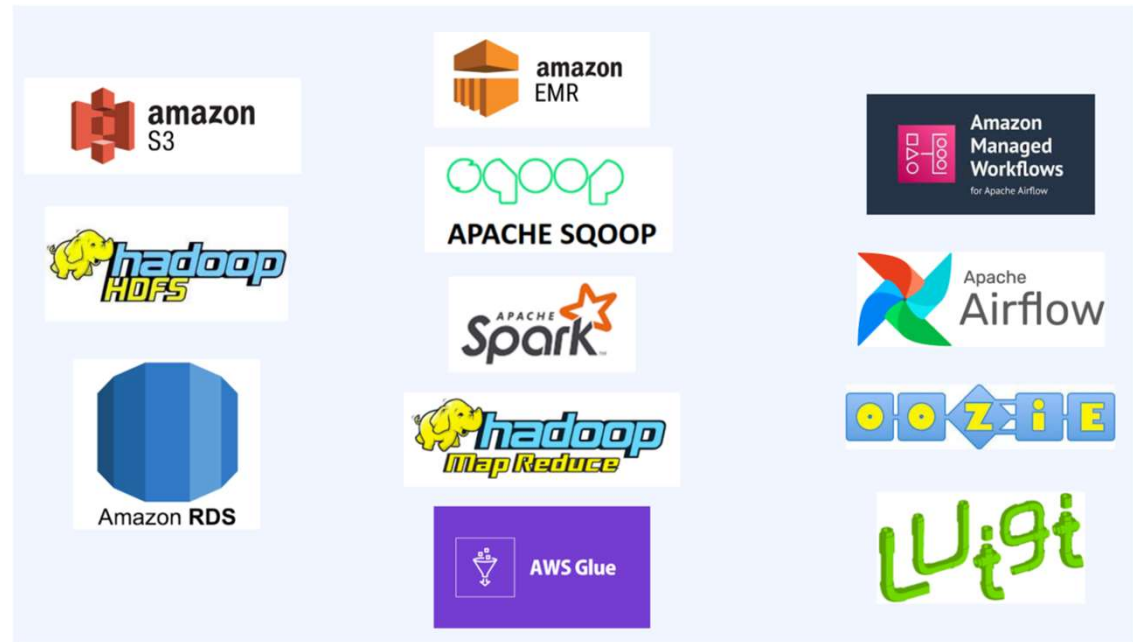 amazon
S3
hadoop
HDFS
Amazon RDS
amazon
EMR
sqoop
APACHE SQOOP
APACHE
Spark
hadoop
Map Reduce
AWS Glue
Amazon
Managed
Workflows
for Apache Airflow
Apache
Airflow
OOZiE
LUigi